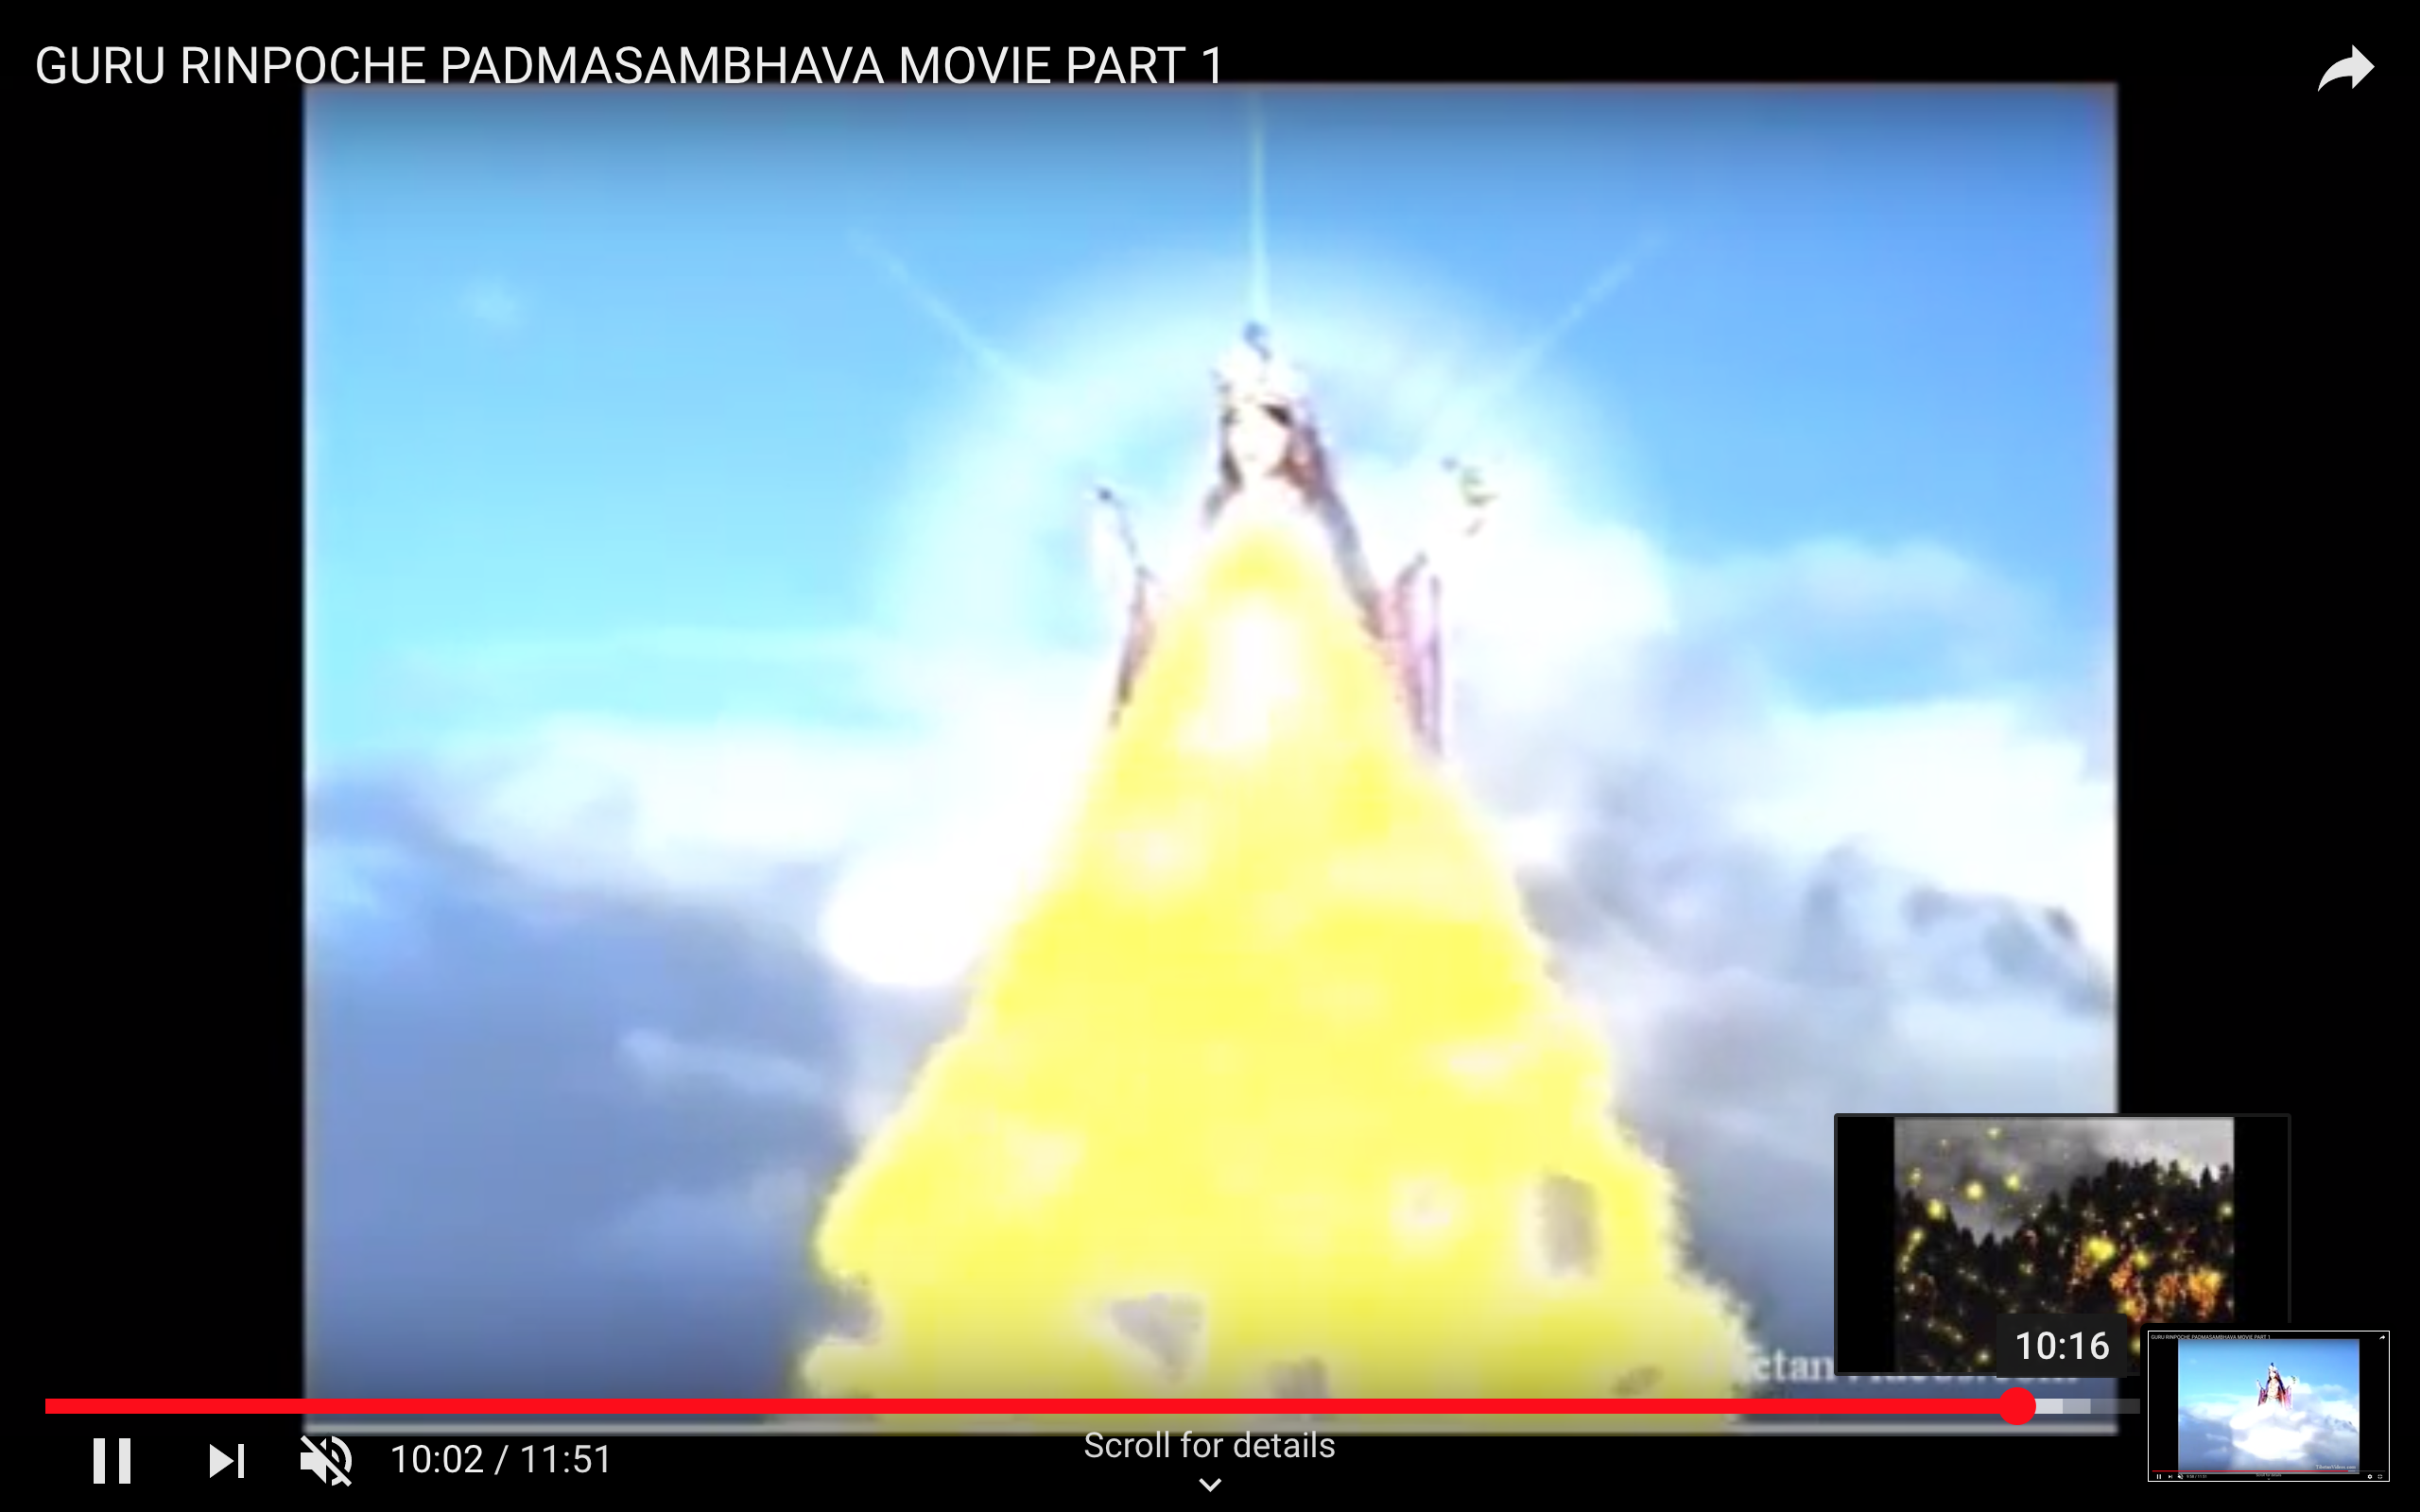 GURU RINPOCHE PADMASAMBHAVA MOVIE PART 1
10:16
10:02 / 11:51
Scroll for details